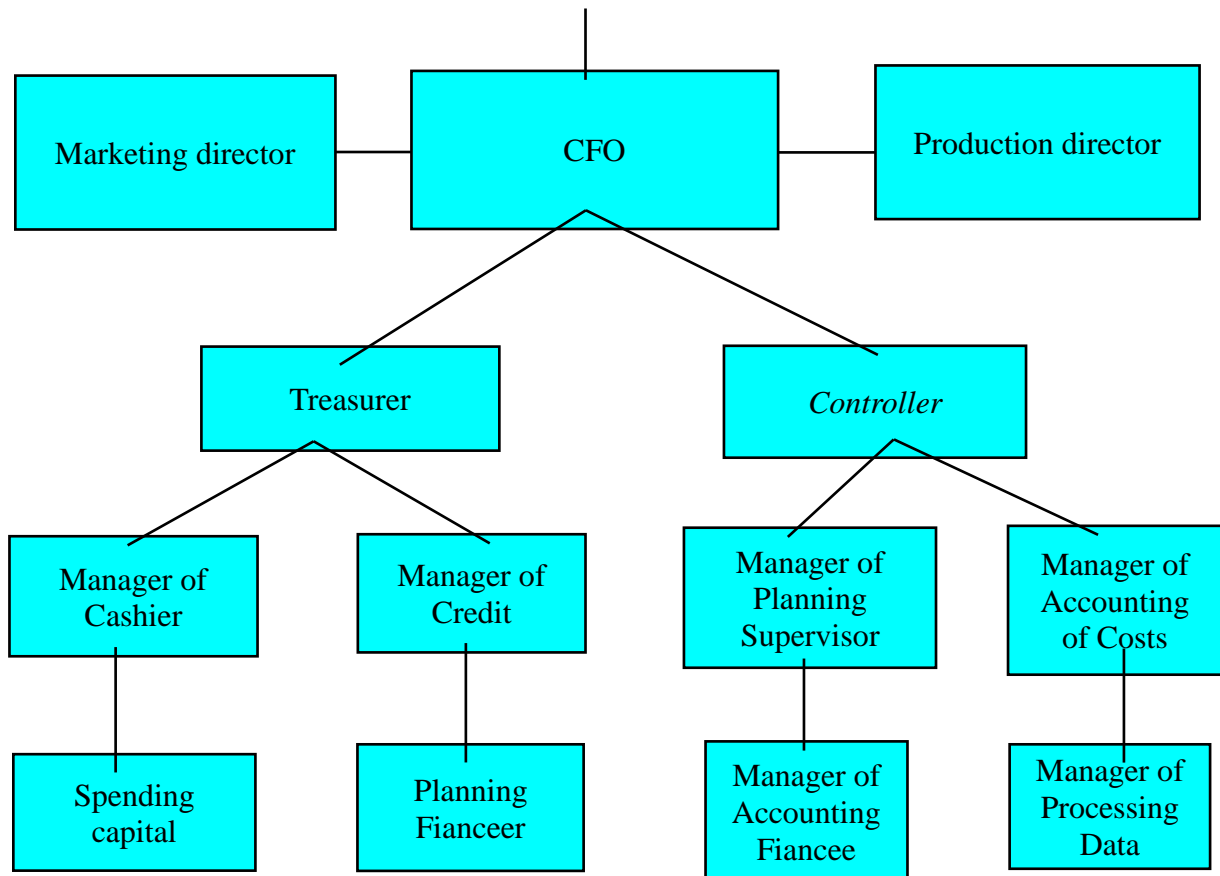 Marketing director
CFO
Production director
Treasurer
Controller
Manager of
Cashier
Manager of
Credit
Manager of
Planning
Supervisor
Manager of
Accounting
of Costs
Spending
capital
Planning
Fianceer
Manager of
Accounting
Fiancee
Manager of
Processing
Data